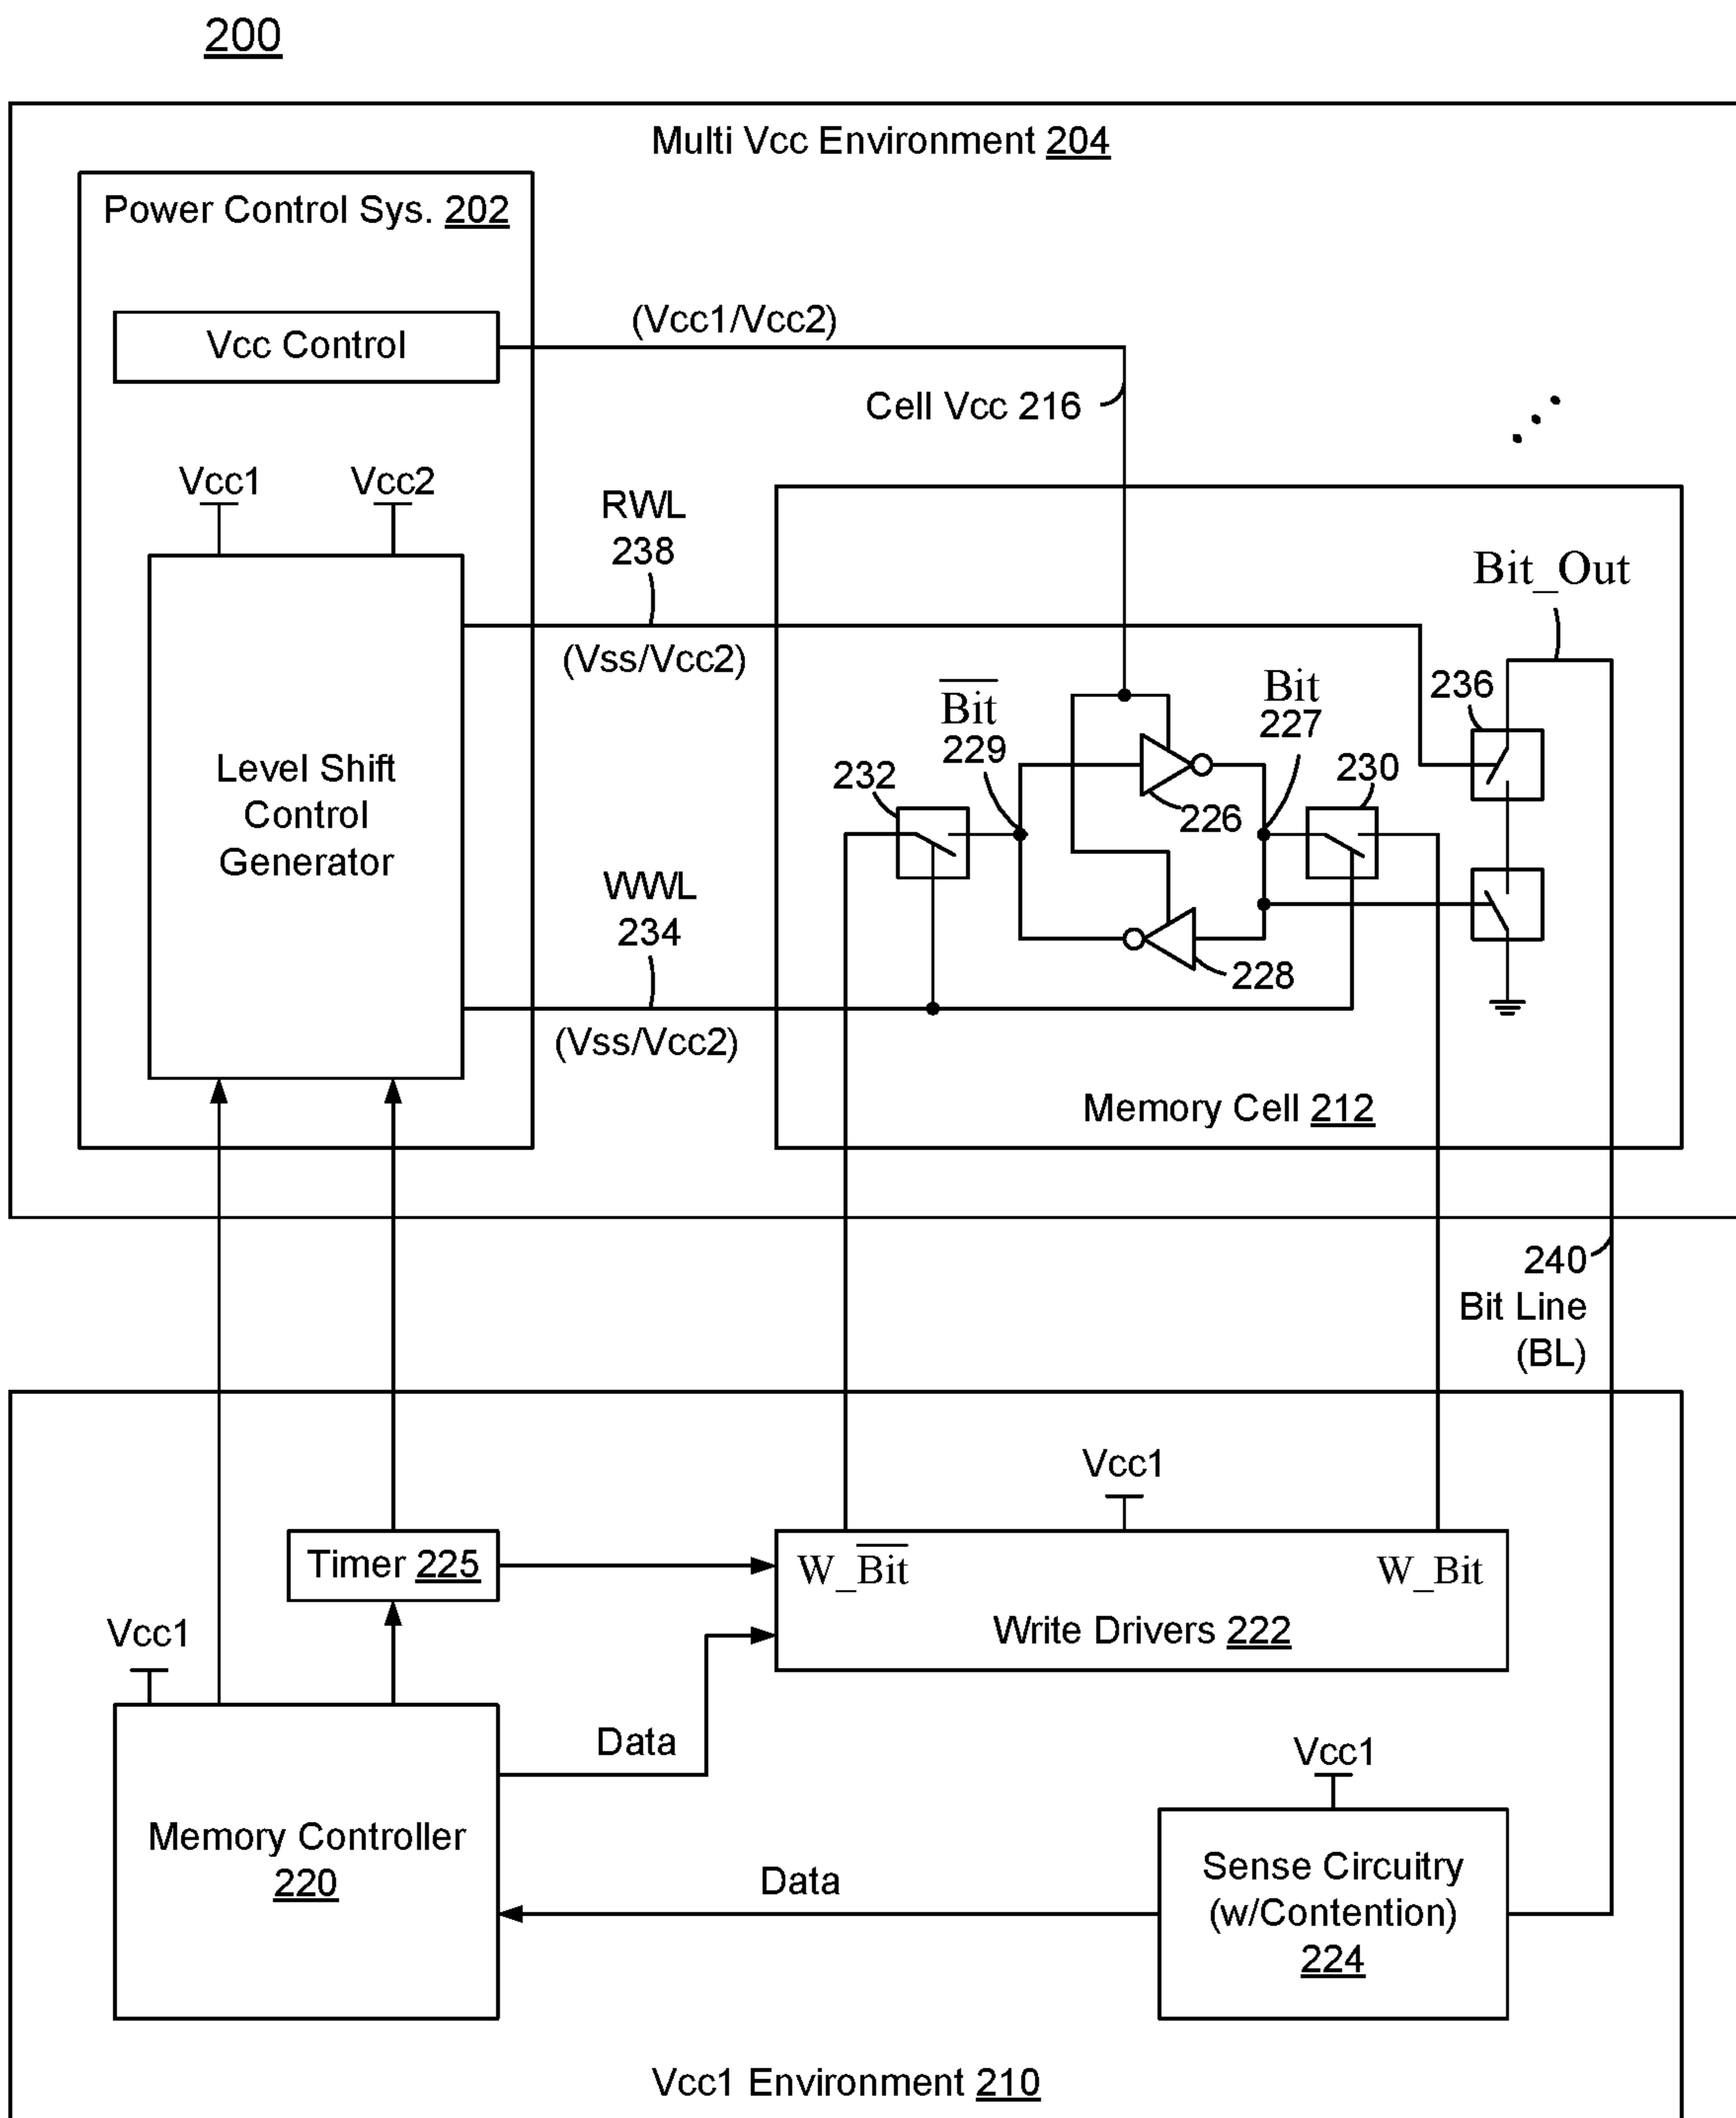 200
Multi Vcc Environment 204
Power Control Sys. 202
Vcc Control
(Vcc1/Vcc2)
Cell Vcc 216
Vcc1
Vcc2
RWL
238
(Vss/Vcc2)
Level Shift
Control
Generator
WWL
234
(Vss/Vcc2)
Bit_Out
236
B̅i̅t̅
229
Bit
227
232
226
230
228
Memory Cell 212
240
Bit Line
(BL)
Vcc1
Timer 225
W_B̅i̅t̅
W_Bit
Write Drivers 222
Vcc1
Data
Memory Controller
220
Data
Vcc1
Sense Circuitry
(w/Contention)
224
Vcc1 Environment 210